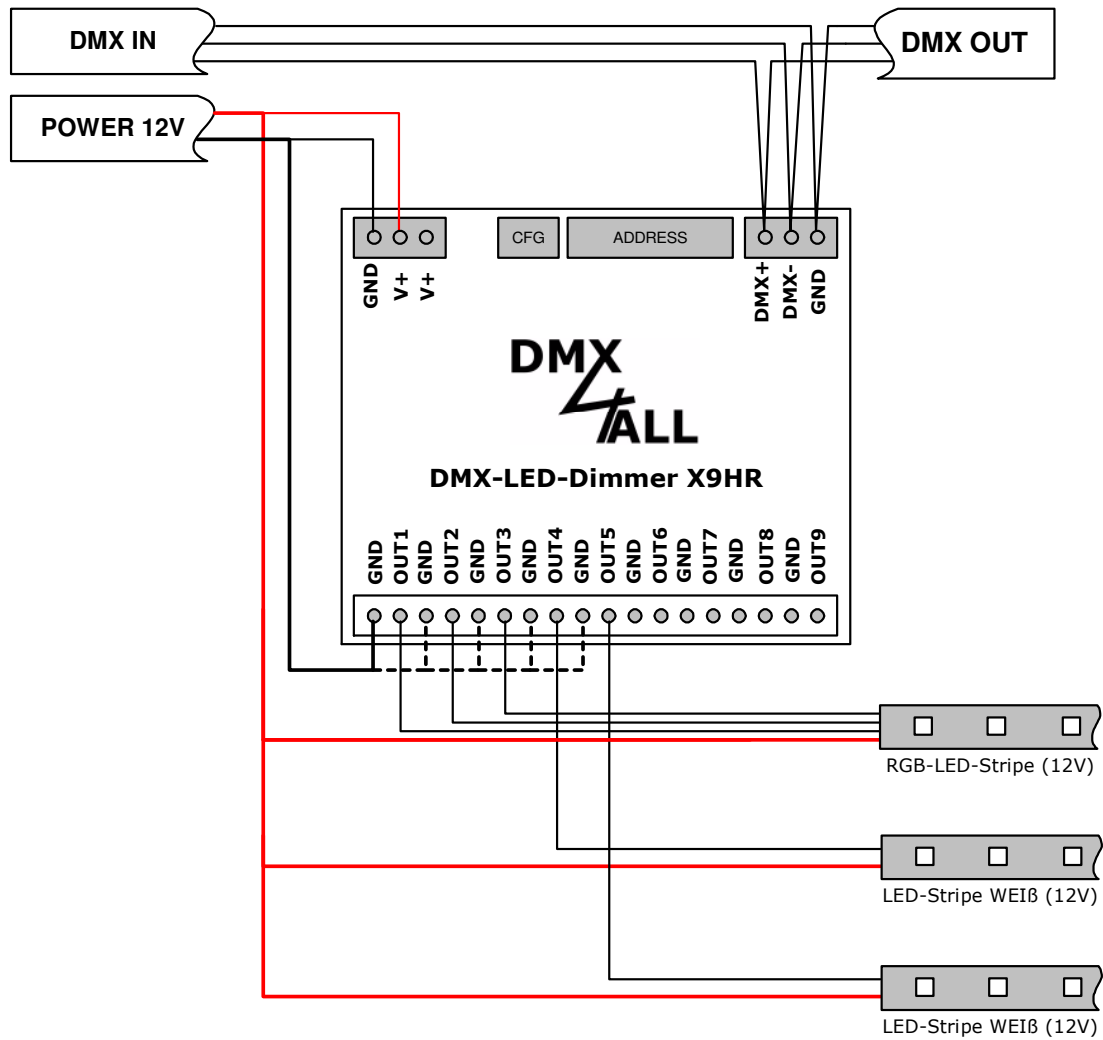 DMX IN
DMX OUT
POWER 12V
CFG
ADDRESS
GND
V+
V+
DMX+
DMX-
GND
DMX
4
ALL
DMX-LED-Dimmer X9HR
GND
OUT1
GND
OUT2
GND
OUT3
GND
OUT4
GND
OUT5
GND
OUT6
GND
OUT7
GND
OUT8
GND
OUT9
RGB-LED-Stripe (12V)
LED-Stripe WEIß (12V)
LED-Stripe WEIß (12V)